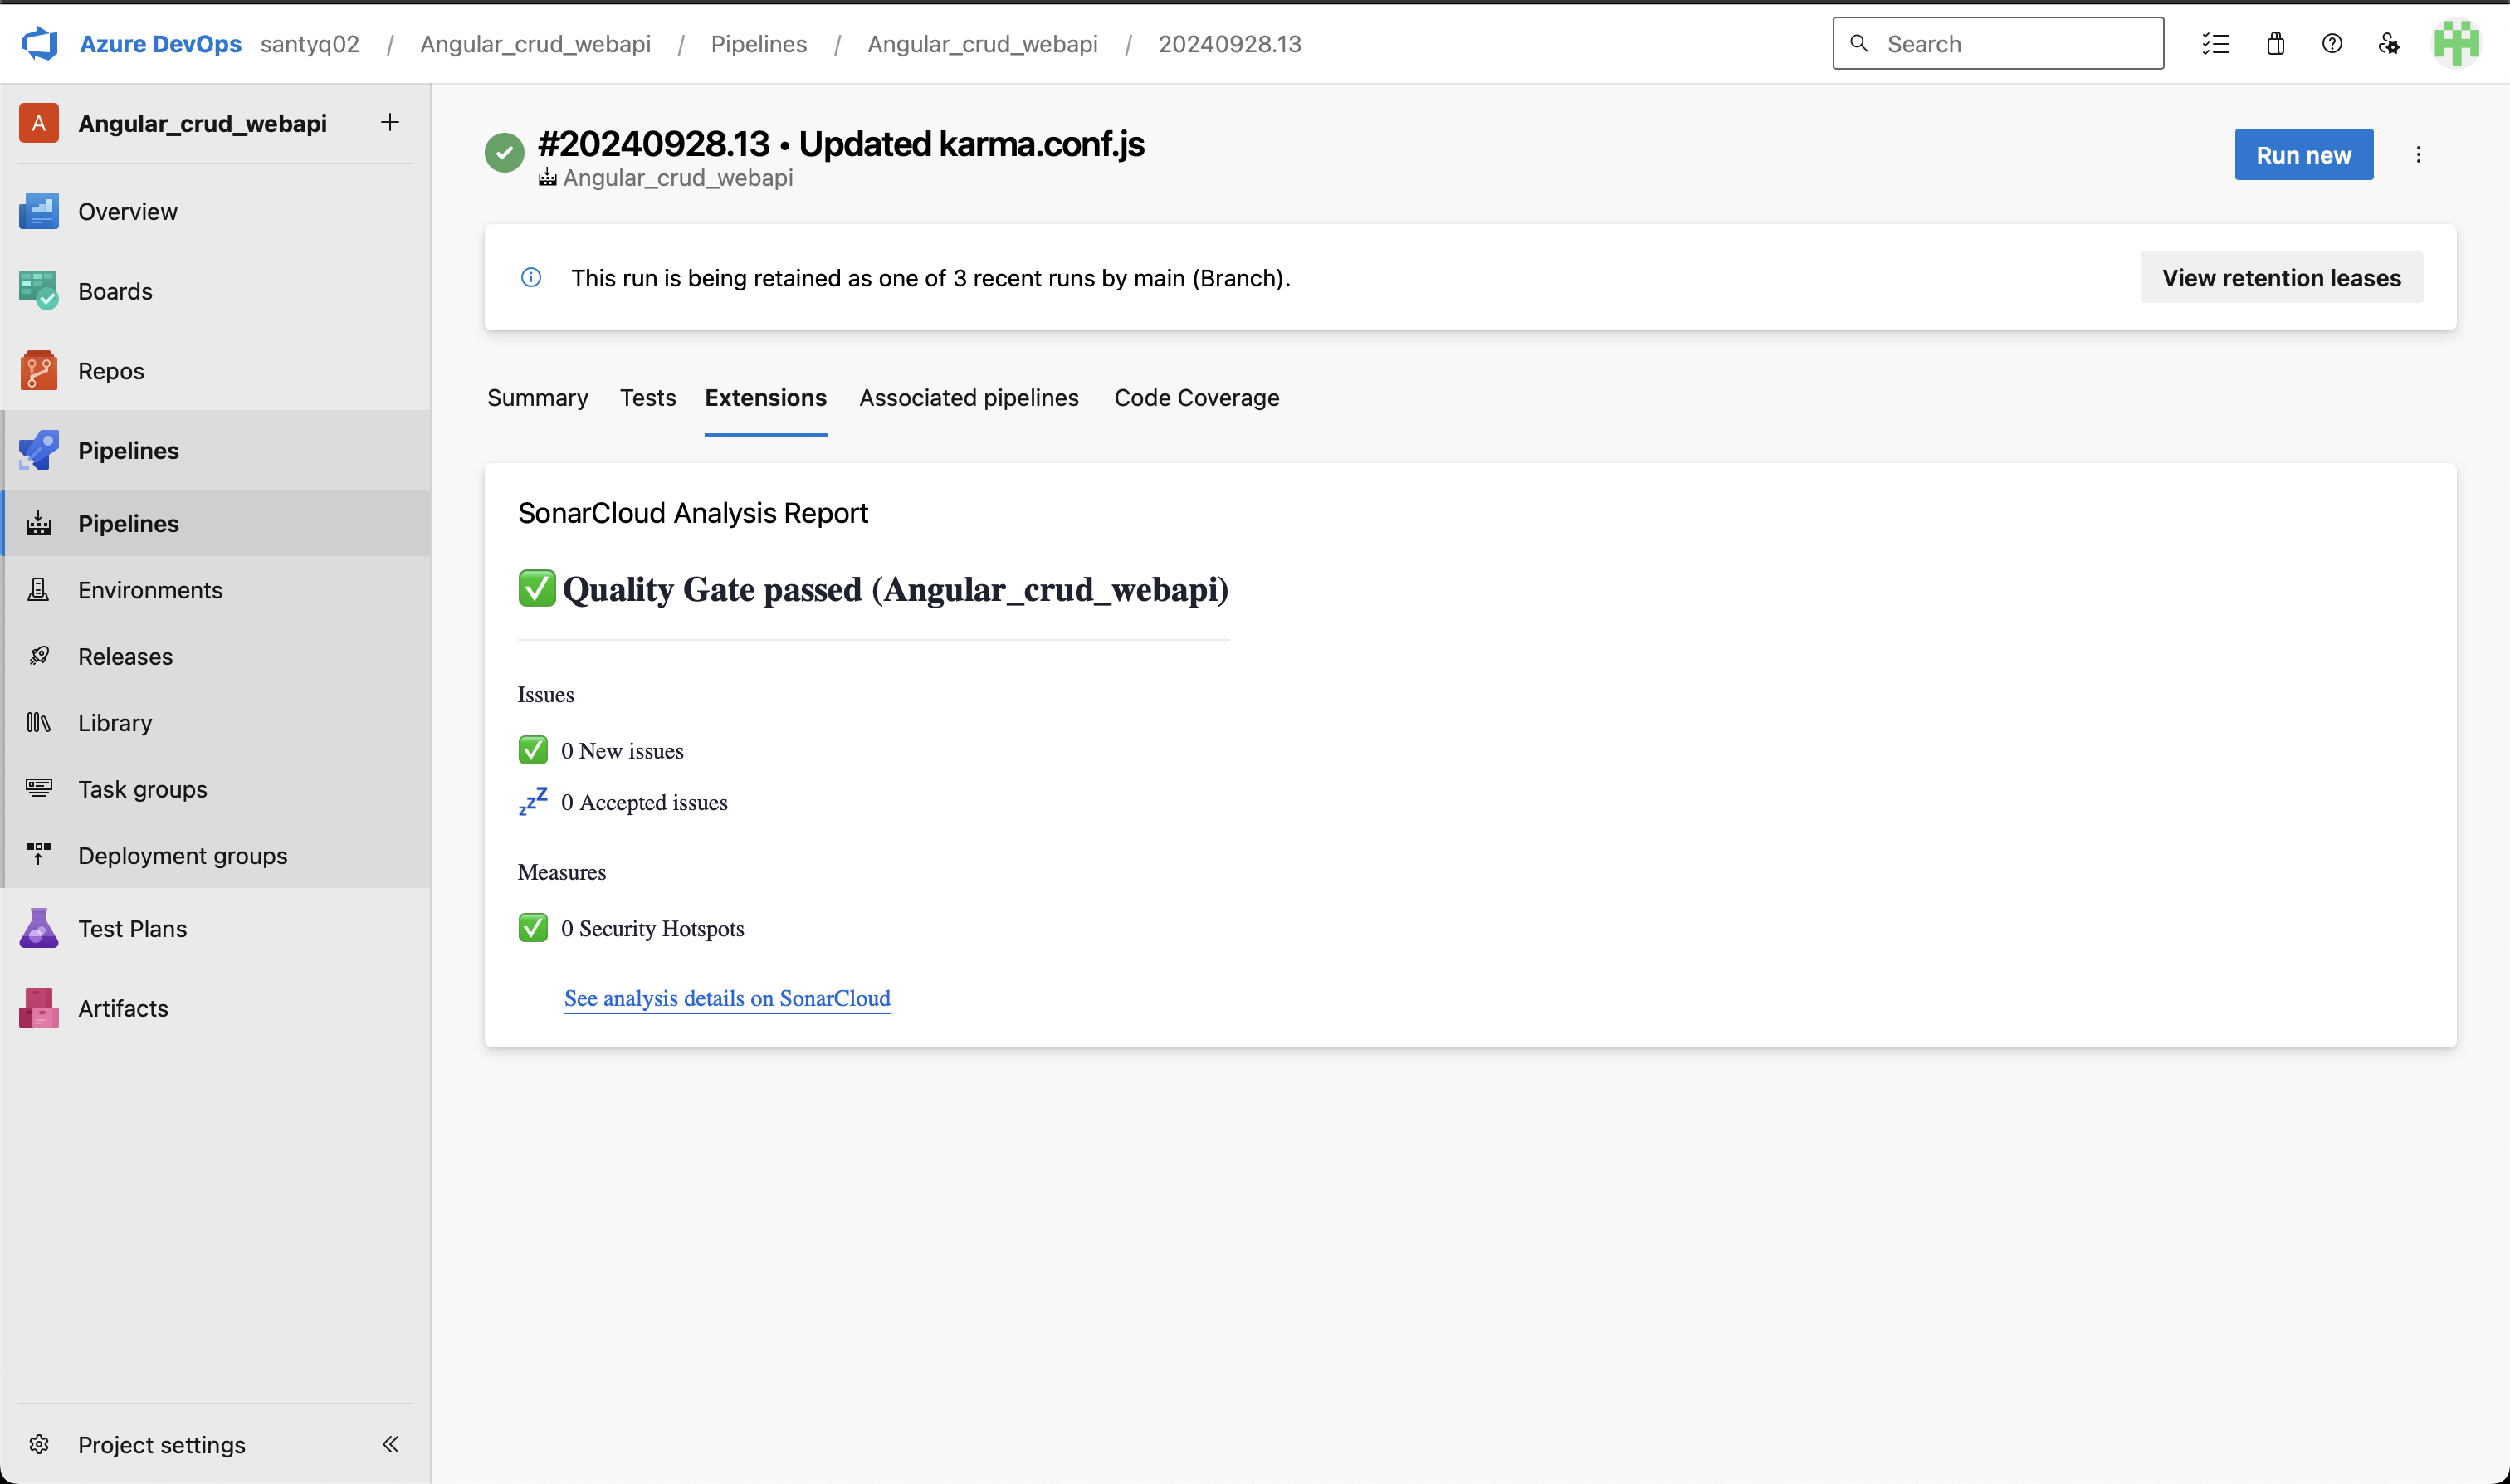 Azure DevOps santyq02 / Angular_crud_webapi / Pipelines / Angular_crud_webapi / 20240928.13
Search
A Angular_crud_webapi +
Overview
Boards
Repos
Pipelines
Pipelines
Environments
Releases
Library
Task groups
Deployment groups
Test Plans
Artifacts
Project settings
#20240928.13 • Updated karma.conf.js
Angular_crud_webapi
Run new
This run is being retained as one of 3 recent runs by main (Branch).
View retention leases
Summary Tests Extensions Associated pipelines Code Coverage
SonarCloud Analysis Report
✅ Quality Gate passed (Angular_crud_webapi)
Issues
✅ 0 New issues
💤 0 Accepted issues
Measures
✅ 0 Security Hotspots
See analysis details on SonarCloud